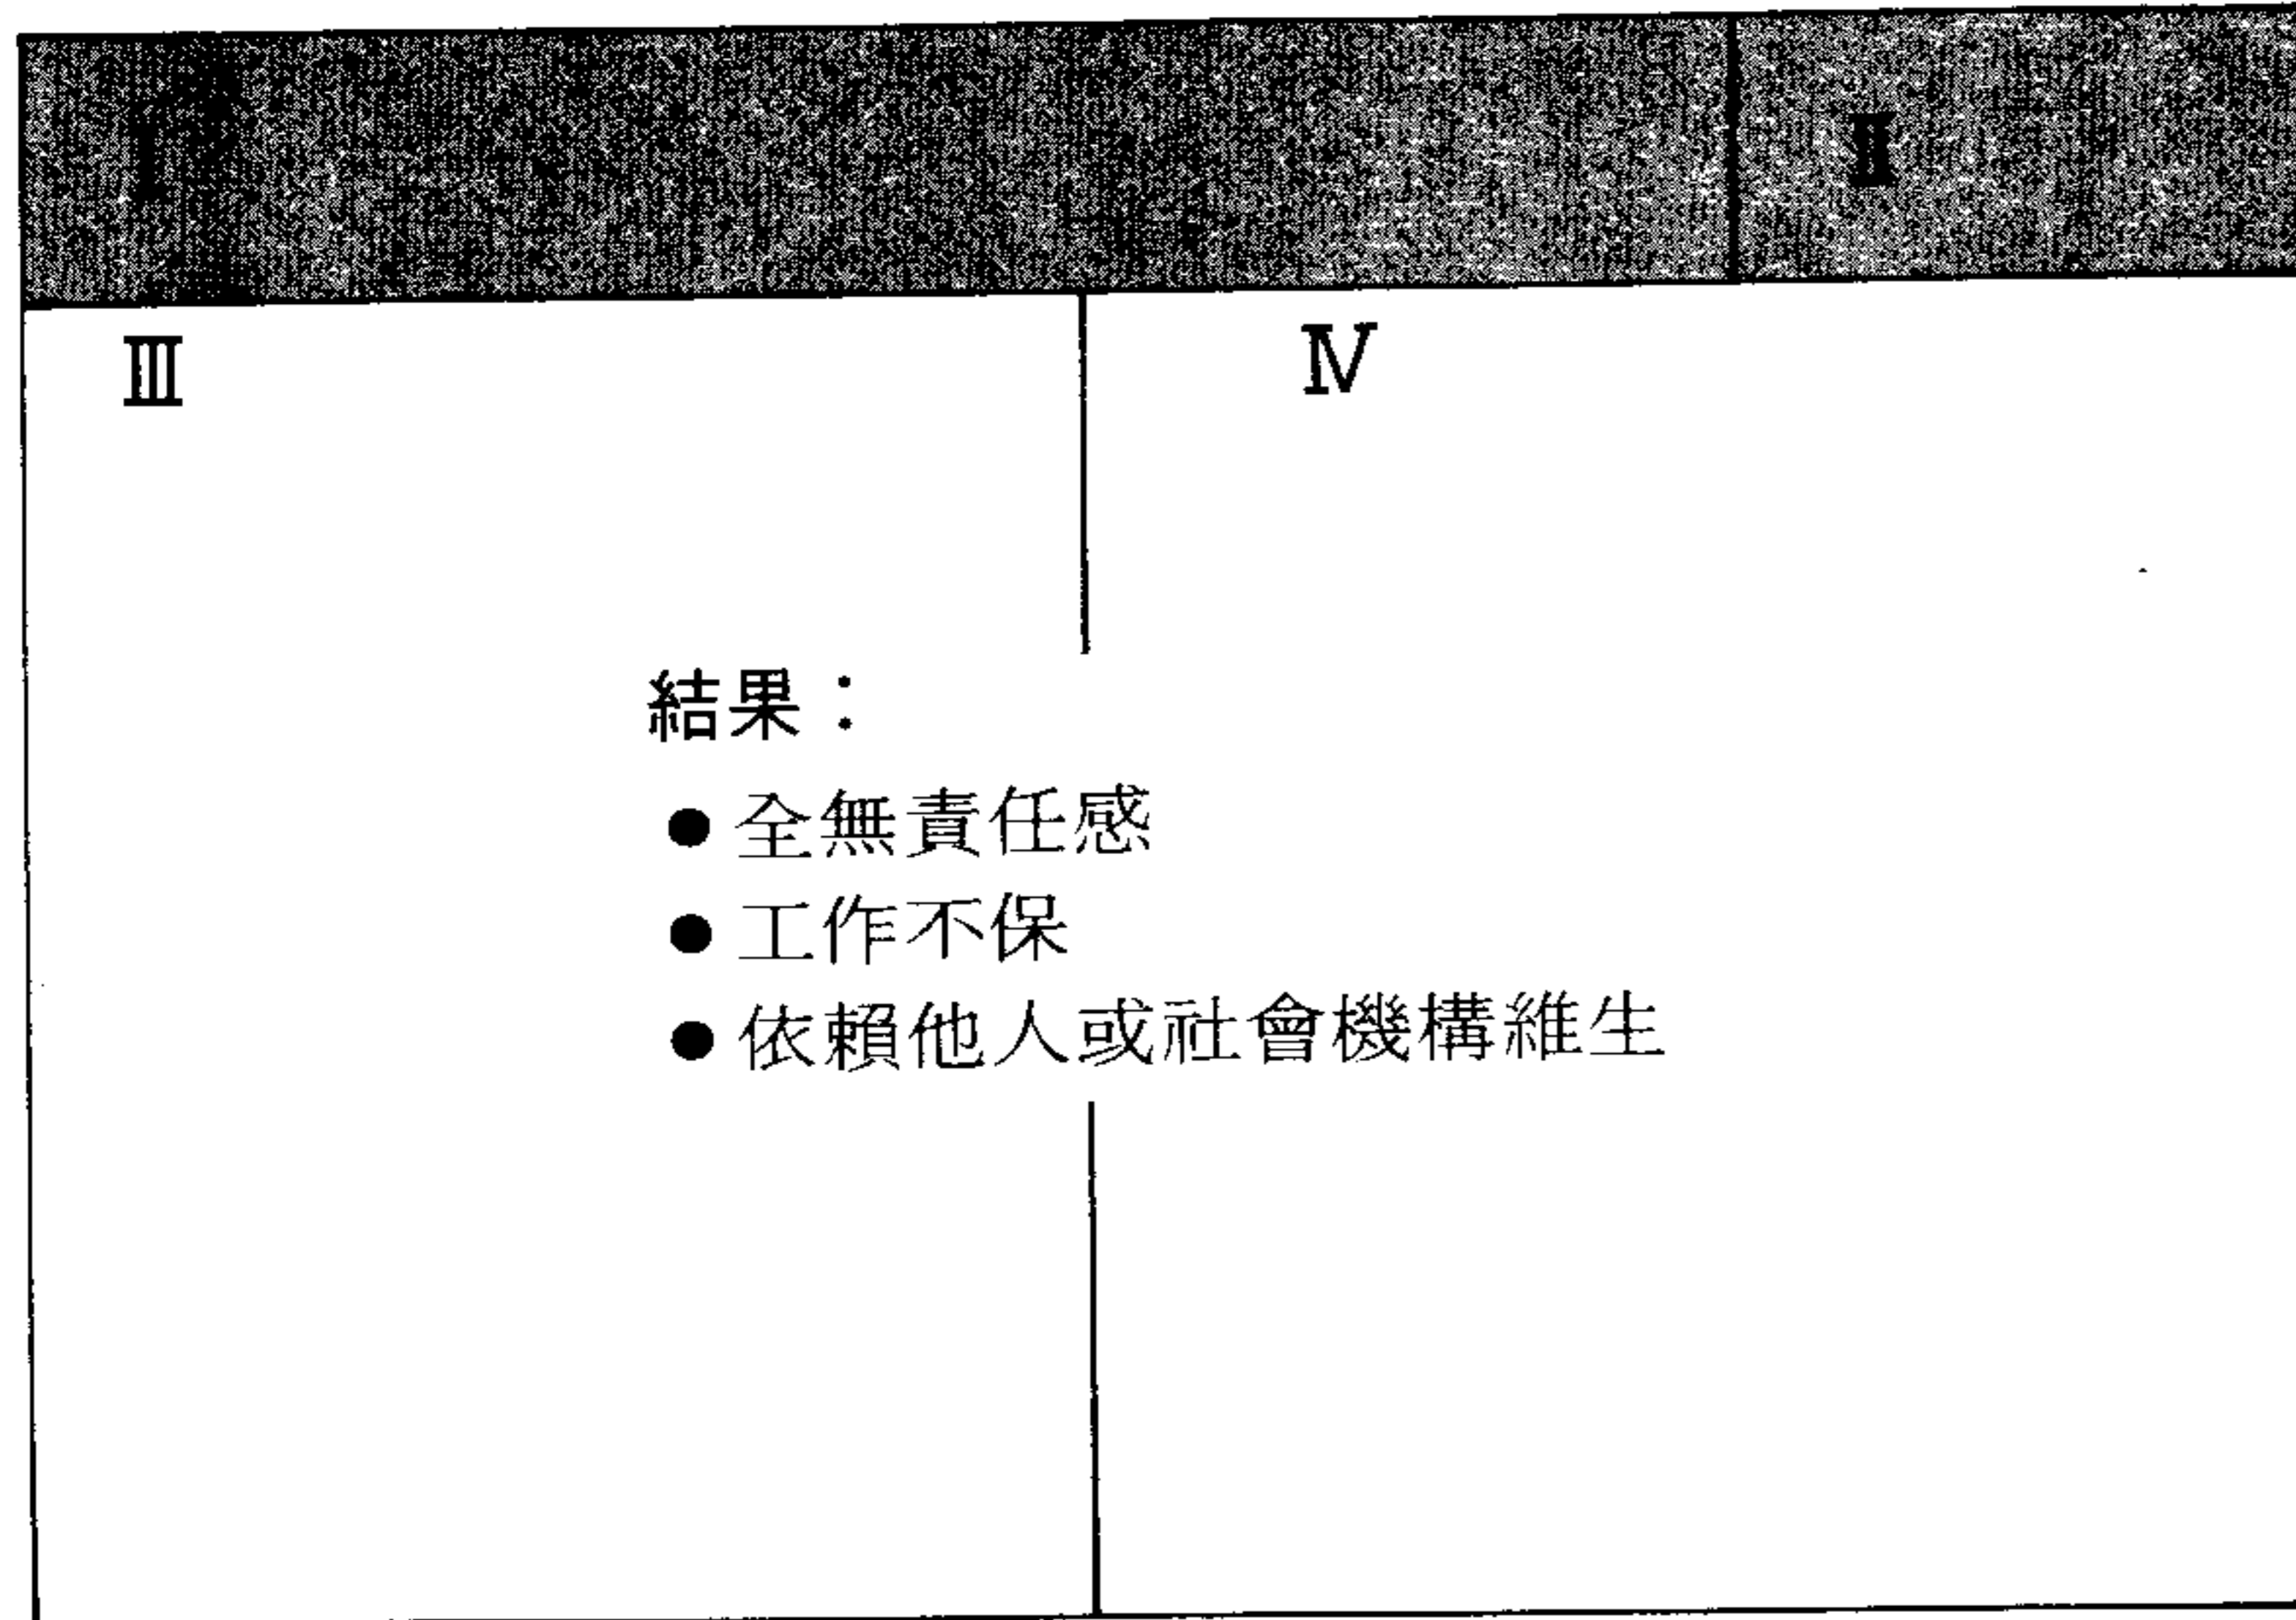 I II
III IV
結果：
● 全無責任感
● 工作不保
● 依賴他人或社會機構維生